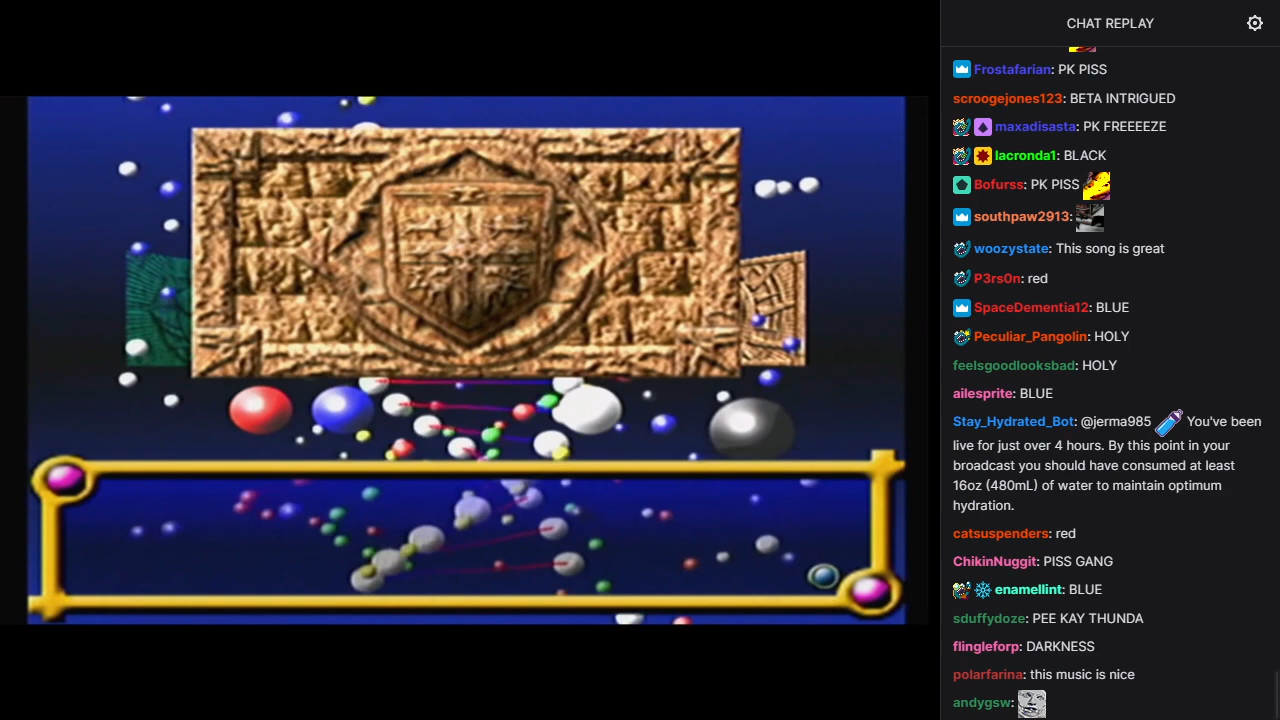 CHAT REPLAY
Frostafarian: PK PISS
scroogejones123: BETA INTRIGUED
maxadisasta: PK FREEEEZE
lacronda1: BLACK
Bofurss: PK PISS
southpaw2913:
woozystate: This song is great
P3rs0n: red
SpaceDementia12: BLUE
Peculiar_Pangolin: HOLY
feelsgoodlooksbad: HOLY
ailesprite: BLUE
Stay_Hydrated_Bot: @jerma985 You've been
live for just over 4 hours. By this point in your
broadcast you should have consumed at least
16oz (480mL) of water to maintain optimum
hydration.
catsuspenders: red
ChikinNuggit: PISS GANG
enamellint: BLUE
sduffydoze: PEE KAY THUNDA
flingleforp: DARKNESS
polarfarina: this music is nice
andygsw: